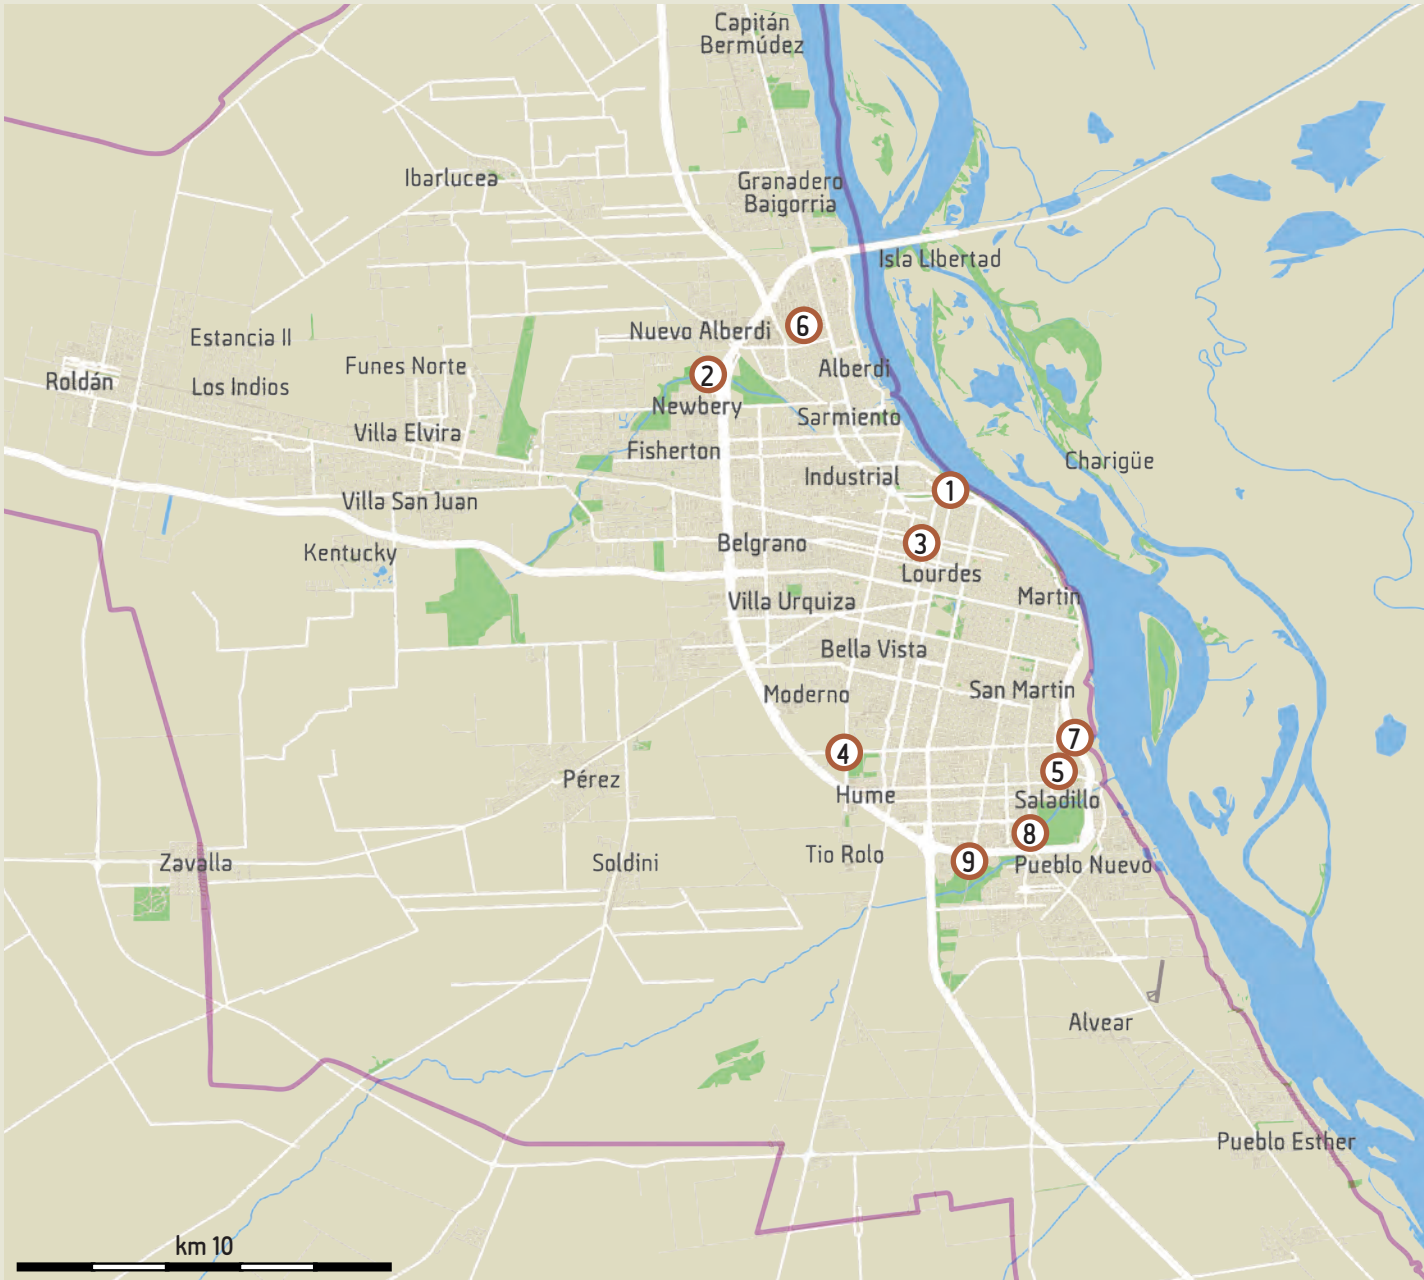 Capitán
Bermúdez
Ibarlucea
Granadero
Baigorria
Isla LIbertad
Estancia II
Nuevo Alberdi
6
Funes Norte
Alberdi
Roldán
Los Indios
2
Newbery
Sarmiento
Villa Elvira
Fisherton
Charigüe
Industrial
1
Villa San Juan
Kentucky
Belgrano
3
Lourdes
Villa Urquiza
Martin
Bella Vista
Moderno
San Martin
7
4
5
Pérez
Hume
Saladillo
8
Zavalla
Soldini
Tio Rolo
9
Pueblo Nuevo
Alvear
Pueblo Esther
km 10